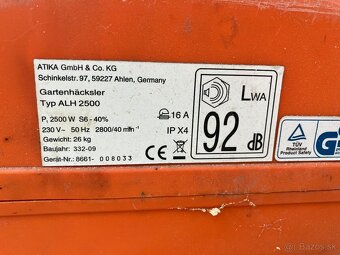 ATIKA GmbH & Co. KG
Schinkelstr. 97, 59227 Ahlen, Germany
Gartenhäcksler
Typ ALH 2500
P₁ 2500 W S6 - 40%
230 V~ 50 Hz 2800/40 min⁻¹
Gewicht: 26 kg
Baujahr: 332-09
Gerät-Nr.: 8661- 008033
16 A
IP X4
CE
LWA
92 dB
TÜV
Rheinland
Product Safety
GS
bazos.sk